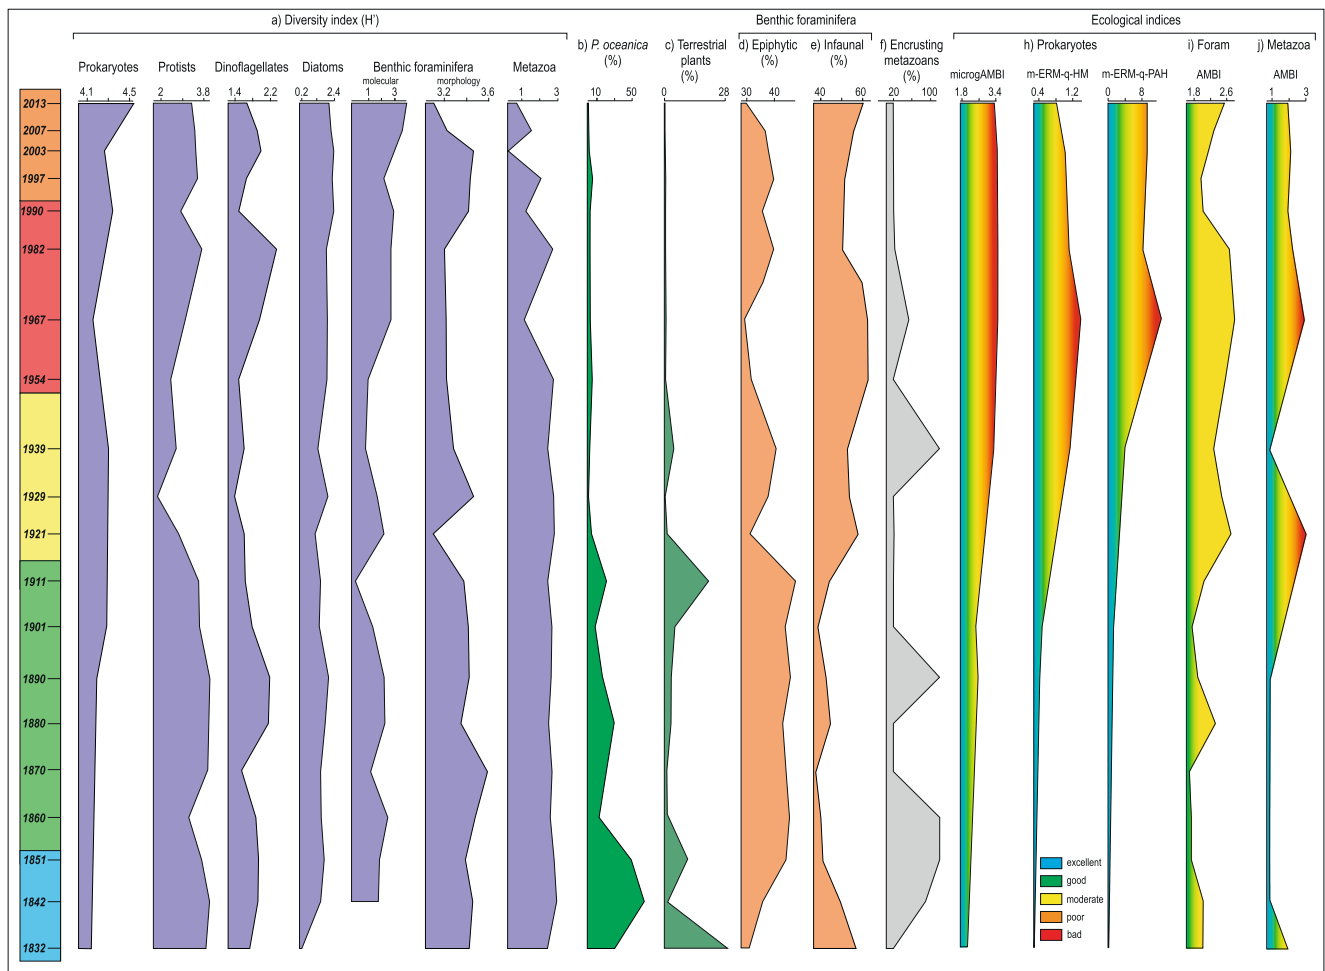 a) Diversity index (H')
Benthic foraminifera
Ecological indices
b) P. oceanica
(%)
c) Terrestrial
plants
(%)
d) Epiphytic
(%)
e) Infaunal
(%)
f) Encrusting
metazoans
(%)
h) Prokaryotes
i) Foram
j) Metazoa
Prokaryotes
Protists
Dinoflagellates
Diatoms
Benthic foraminifera
molecular
morphology
Metazoa
microgAMBI
m-ERM-q-HM
m-ERM-q-PAH
AMBI
AMBI
4.1 4.5
2 3.8
1.4 2.2
0.2 2.4
1 3
3.2 3.6
1 3
10 50
0 28
30 40
40 60
20 100
1.8 3.4
0.4 1.2
0 8
1.8 2.6
1 3
2013
2007
2003
1997
1990
1982
1967
1954
1939
1929
1921
1911
1901
1890
1880
1870
1860
1851
1842
1832
excellent
good
moderate
poor
bad